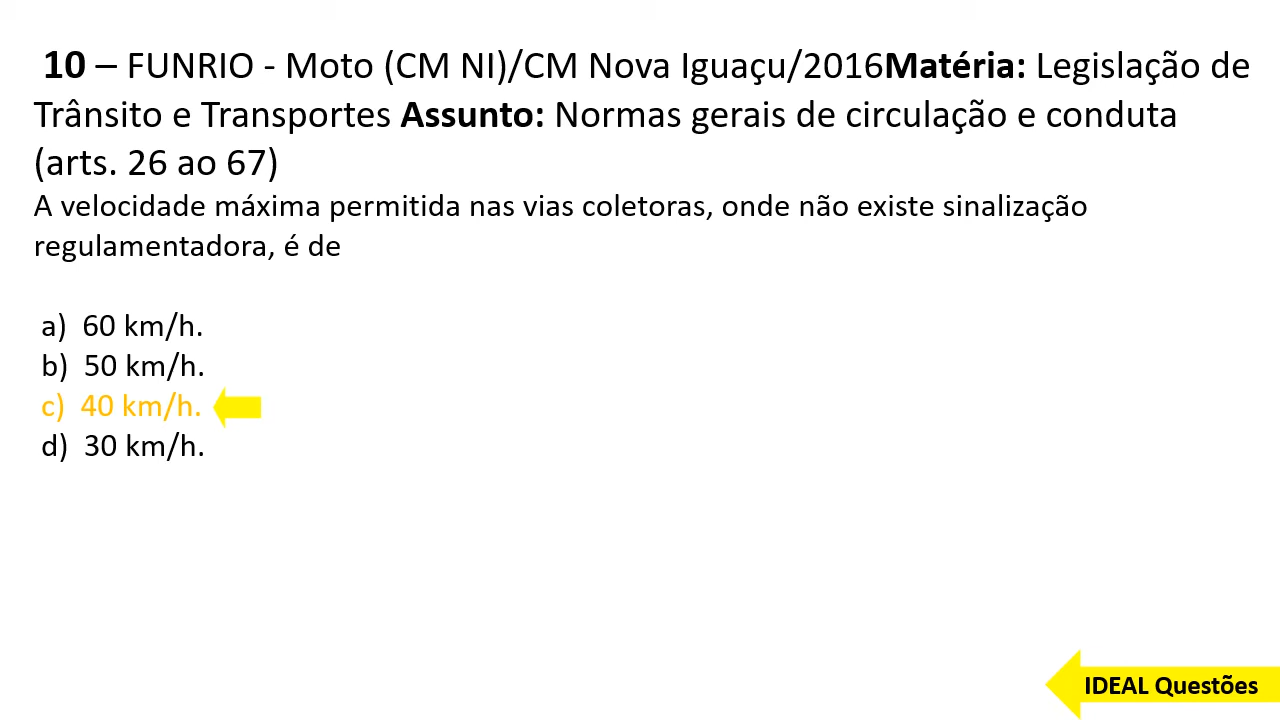 10 – FUNRIO - Moto (CM NI)/CM Nova Iguaçu/2016Matéria: Legislação de
Trânsito e Transportes Assunto: Normas gerais de circulação e conduta
(arts. 26 ao 67)
A velocidade máxima permitida nas vias coletoras, onde não existe sinalização
regulamentadora, é de
a) 60 km/h.
b) 50 km/h.
c) 40 km/h.
d) 30 km/h.
IDEAL Questões